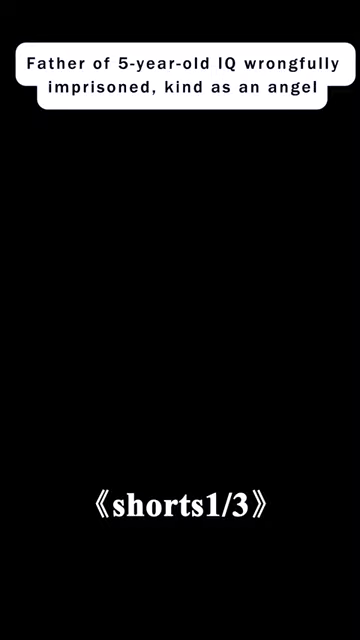 Father of 5-year-old IQ wrongfully
imprisoned, kind as an angel
《shorts1/3》